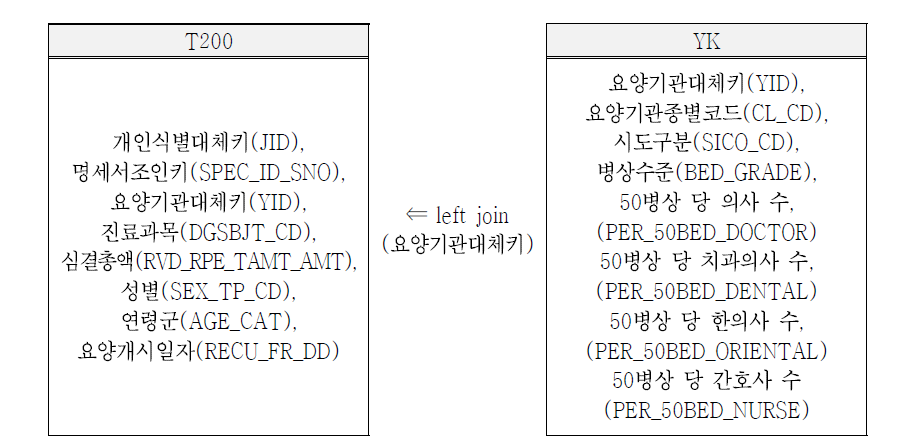 T200
개인식별대체키(JID),
명세서조인키(SPEC_ID_SNO),
요양기관대체키(YID),
진료과목(DGSBJT_CD),
심결총액(RVD_RPE_TAMT_AMT),
성별(SEX_TP_CD),
연령군(AGE_CAT),
요양개시일자(RECU_FR_DD)
⇐ left join
(요양기관대체키)
YK
요양기관대체키(YID),
요양기관종별코드(CL_CD),
시도구분(SICO_CD),
병상수준(BED_GRADE),
50병상 당 의사 수,
(PER_50BED_DOCTOR)
50병상 당 치과의사 수,
(PER_50BED_DENTAL)
50병상 당 한의사 수,
(PER_50BED_ORIENTAL)
50병상 당 간호사 수
(PER_50BED_NURSE)